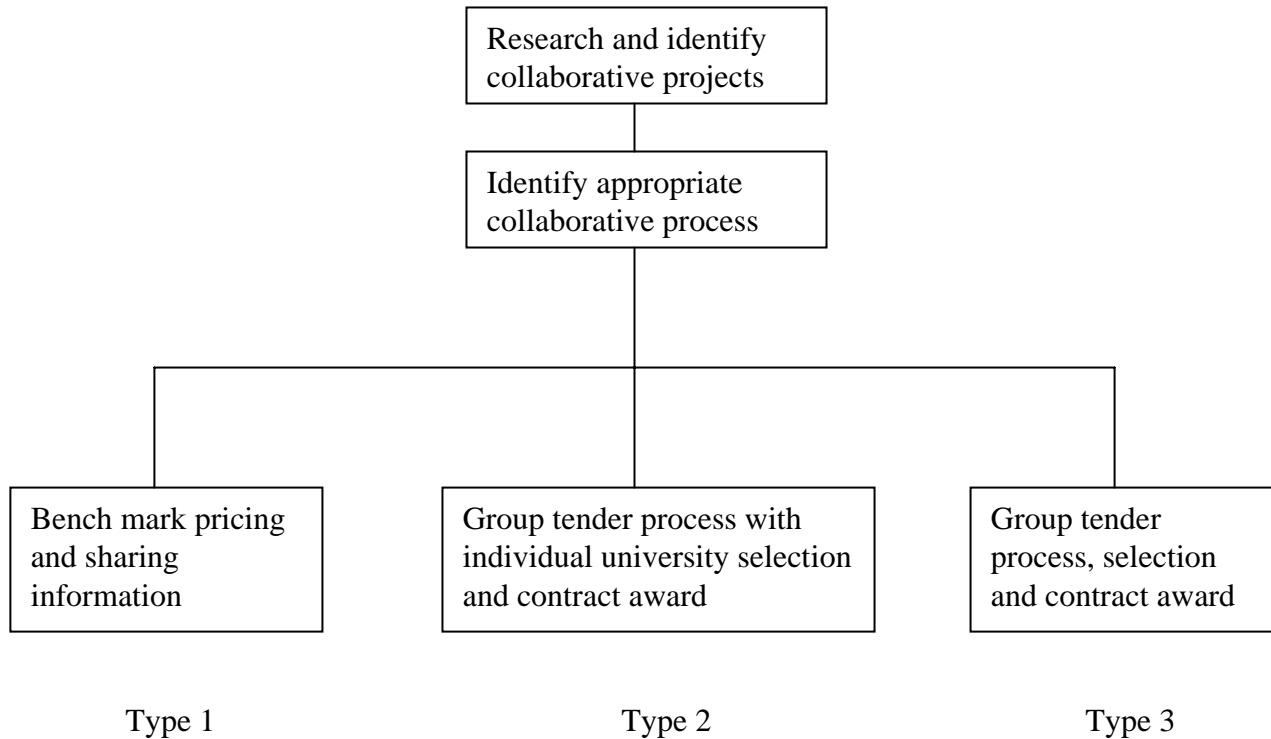 Research and identify
collaborative projects
Identify appropriate
collaborative process
Bench mark pricing
and sharing
information
Group tender process with
individual university selection
and contract award
Group tender
process, selection
and contract award
Type 1
Type 2
Type 3